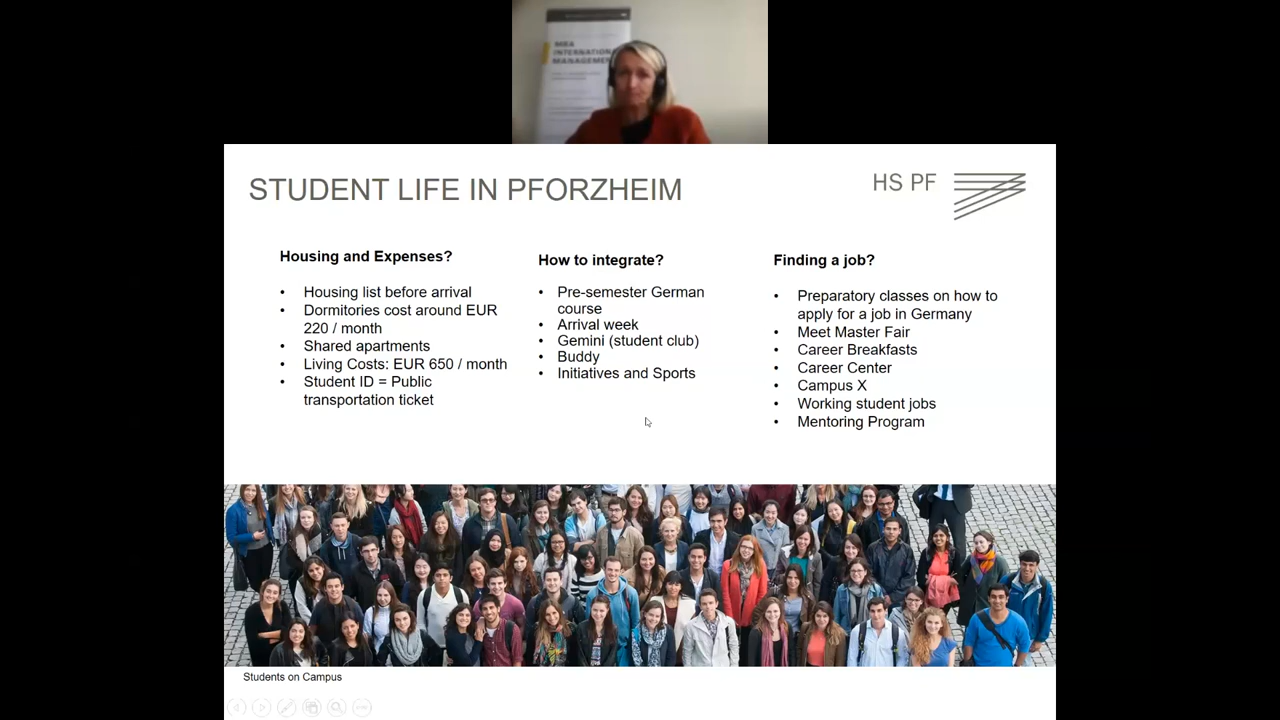 MBA
INTERNATIONAL
MANAGEMENT
STUDENT LIFE IN PFORZHEIM
HS PF
Housing and Expenses?
• Housing list before arrival
• Dormitories cost around EUR
220 / month
• Shared apartments
• Living Costs: EUR 650 / month
• Student ID = Public
transportation ticket
How to integrate?
• Pre-semester German
course
• Arrival week
• Gemini (student club)
• Buddy
• Initiatives and Sports
Finding a job?
• Preparatory classes on how to
apply for a job in Germany
• Meet Master Fair
• Career Breakfasts
• Career Center
• Campus X
• Working student jobs
• Mentoring Program
Students on Campus